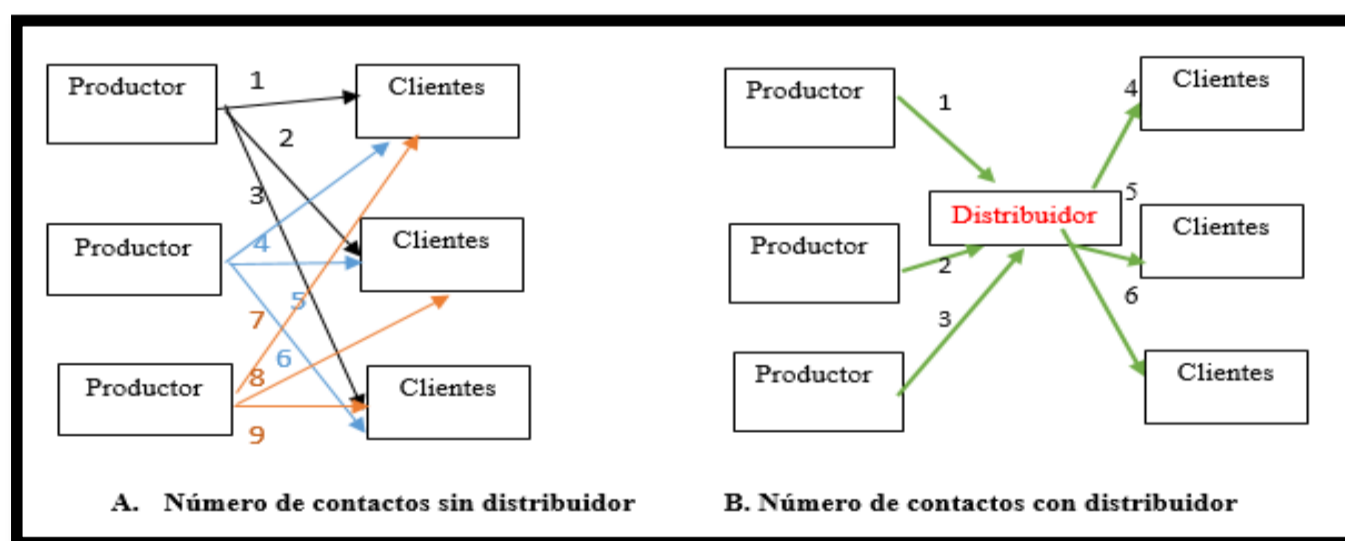 Productor
1
Clientes
2
3
Productor
4
Clientes
5
7
6
Productor
8
Clientes
9
A. Número de contactos sin distribuidor
Productor
1
4
Clientes
Distribuidor
5
Productor
2
Clientes
3
6
Productor
Clientes
B. Número de contactos con distribuidor